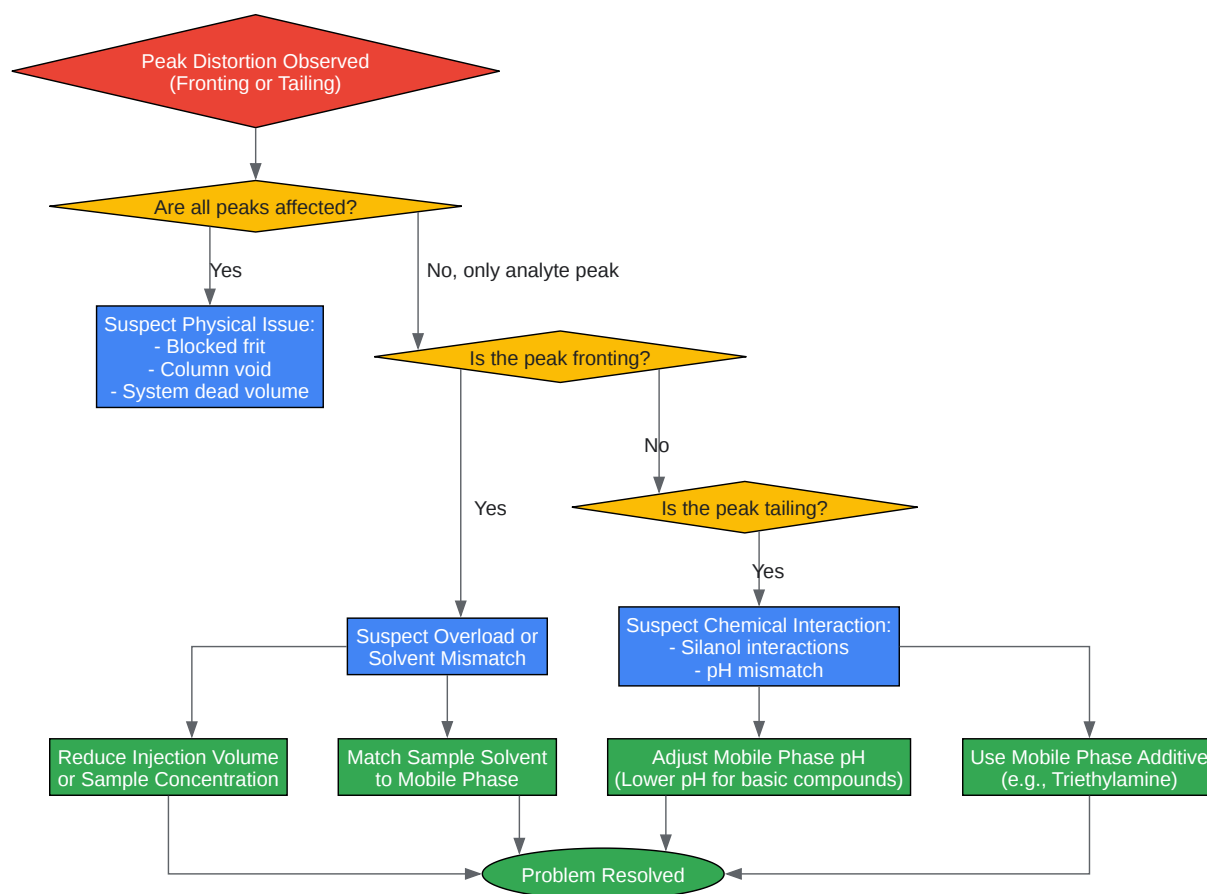 Peak Distortion Observed
(Fronting or Tailing)
Are all peaks affected?
Yes
No, only analyte peak
Suspect Physical Issue:
- Blocked frit
- Column void
- System dead volume
Is the peak fronting?
No
Yes
Is the peak tailing?
Yes
Suspect Overload or
Solvent Mismatch
Suspect Chemical Interaction:
- Silanol interactions
- pH mismatch
Reduce Injection Volume
or Sample Concentration
Match Sample Solvent
to Mobile Phase
Adjust Mobile Phase pH
(Lower pH for basic compounds)
Use Mobile Phase Additive
(e.g., Triethylamine)
Problem Resolved